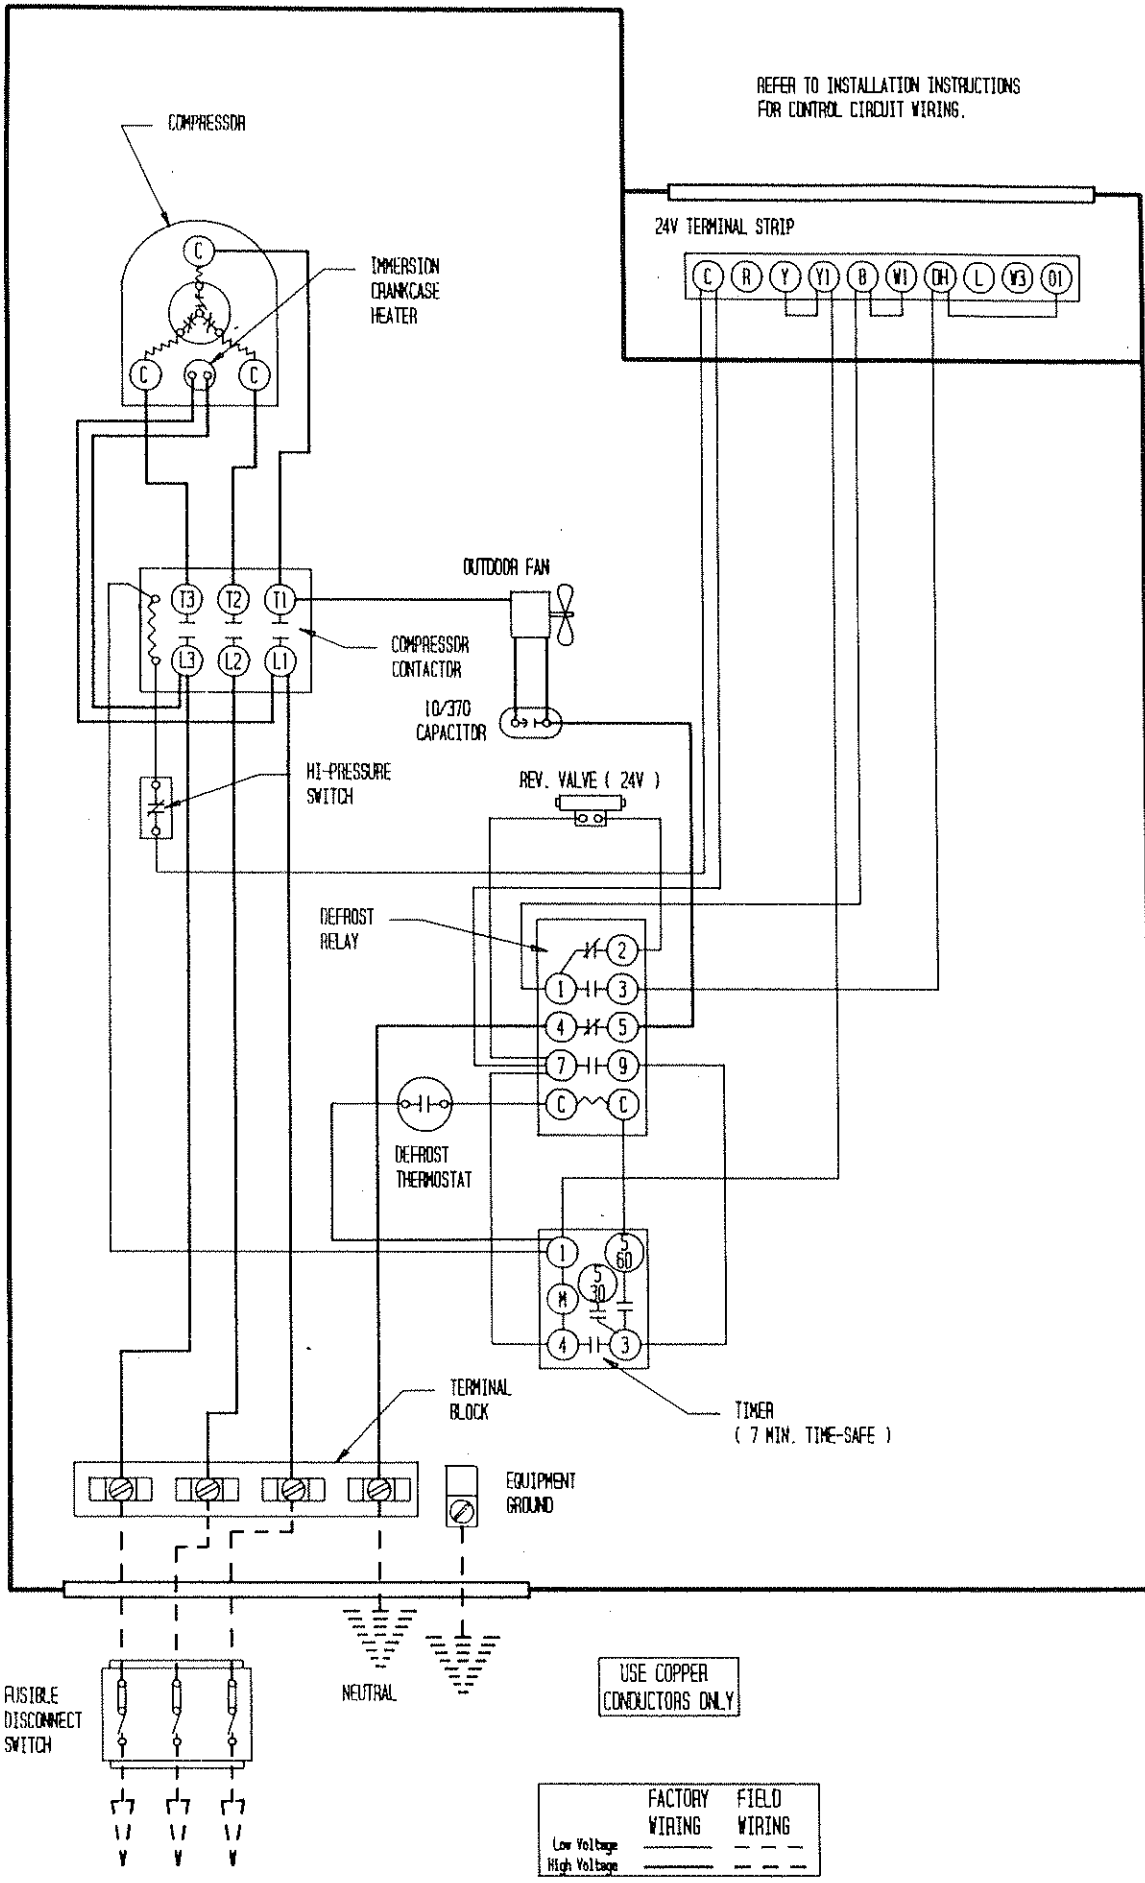 REFER TO INSTALLATION INSTRUCTIONS
FOR CONTROL CIRCUIT WIRING.
COMPRESSOR
24V TERMINAL STRIP
C R Y Y1 B W1 DH L W3 O1
C
IMMERSION
CRANKCASE
HEATER
C C
OUTDOOR FAN
T3 T2 T1
L3 L2 L1
COMPRESSOR
CONTACTOR
10/370
CAPACITOR
HI-PRESSURE
SWITCH
REV. VALVE ( 24V )
DEFROST
RELAY
2
1 3
4 5
7 9
C C
DEFROST
THERMOSTAT
1
5
60
5
30
M
4 3
TERMINAL
BLOCK
TIMER
( 7 MIN. TIME-SAFE )
EQUIPMENT
GROUND
NEUTRAL
USE COPPER
CONDUCTORS ONLY
FUSIBLE
DISCONNECT
SWITCH
FACTORY FIELD
WIRING WIRING
Low Voltage
High Voltage